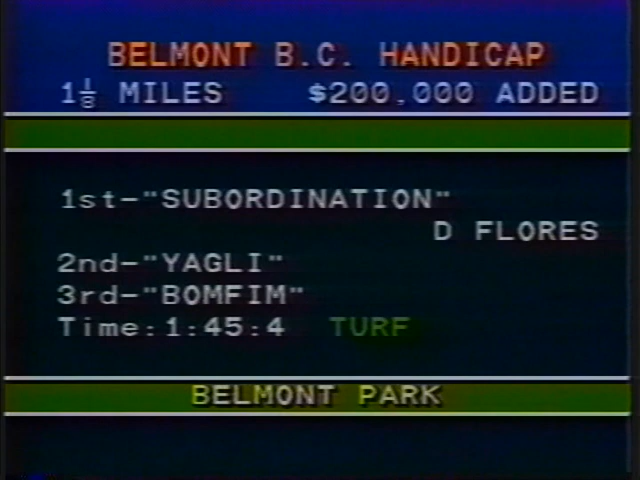 BELMONT B.C. HANDICAP
1⅛ MILES $200,000 ADDED
1st-"SUBORDINATION"
D FLORES
2nd-"YAGLI"
3rd-"BOMFIM"
Time:1:45:4 TURF
BELMONT PARK